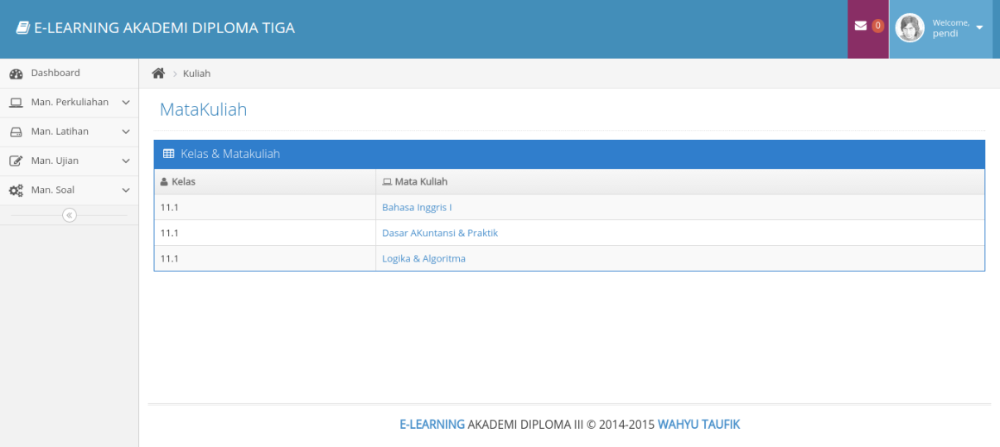 E-LEARNING AKADEMI DIPLOMA TIGA
0
Welcome,
pendi
Dashboard
Man. Perkuliahan
Man. Latihan
Man. Ujian
Man. Soal
Kuliah
MataKuliah
Kelas & Matakuliah
Kelas Mata Kuliah
11.1 Bahasa Inggris I
11.1 Dasar AKuntansi & Praktik
11.1 Logika & Algoritma
E-LEARNING AKADEMI DIPLOMA III © 2014-2015 WAHYU TAUFIK